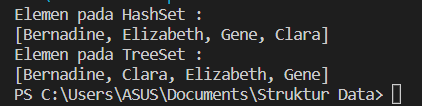 Elemen pada HashSet :
[Bernadine, Elizabeth, Gene, Clara]
Elemen pada TreeSet :
[Bernadine, Clara, Elizabeth, Gene]
PS C:\Users\ASUS\Documents\Struktur Data>